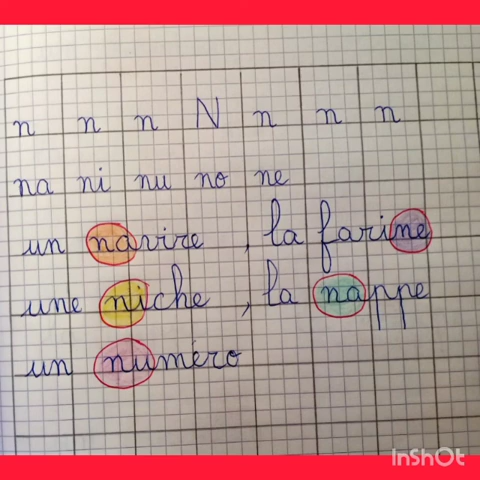 n n n N n n n
na ni nu no ne
un navire, la farine
une niche, la nappe
un numéro
InShOt